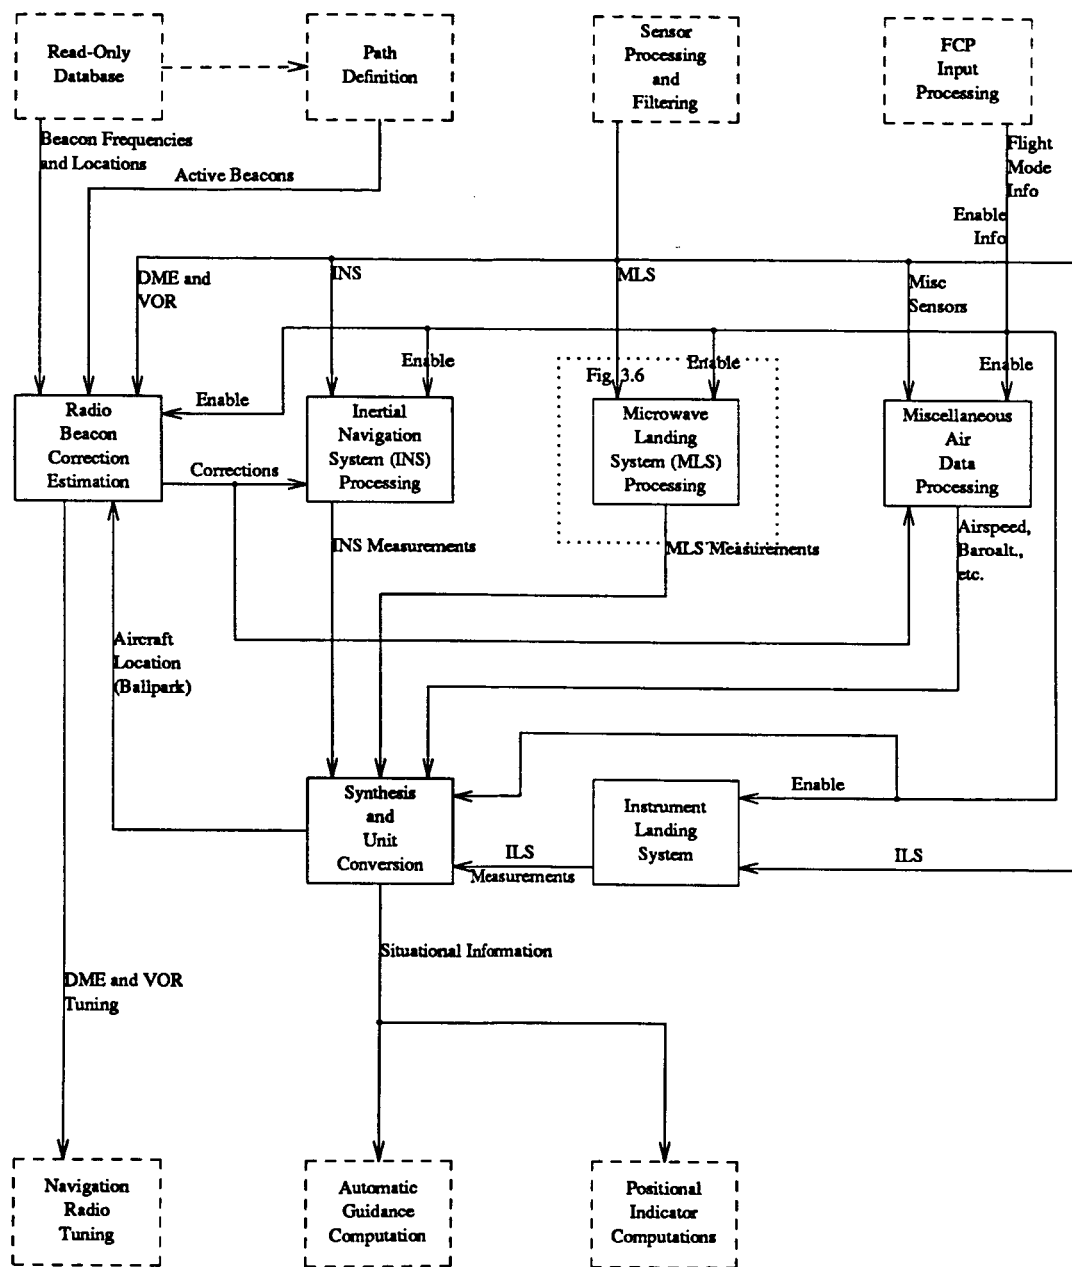 Read-Only
Database
Path
Definition
Sensor
Processing
and
Filtering
FCP
Input
Processing
Beacon Frequencies
and Locations
Active Beacons
Flight
Mode
Info
Enable
Info
DME and
VOR
INS
MLS
Misc
Sensors
Enable
Enable
Enable
Fig. 3.6
Enable
Radio
Beacon
Correction
Estimation
Inertial
Navigation
System (INS)
Processing
Microwave
Landing
System (MLS)
Processing
Miscellaneous
Air
Data
Processing
Corrections
INS Measurements
MLS Measurements
Airspeed,
Baroalt.,
etc.
Aircraft
Location
(Ballpark)
Synthesis
and
Unit
Conversion
Instrument
Landing
System
Enable
ILS
Measurements
ILS
Situational Information
DME and VOR
Tuning
Navigation
Radio
Tuning
Automatic
Guidance
Computation
Positional
Indicator
Computations